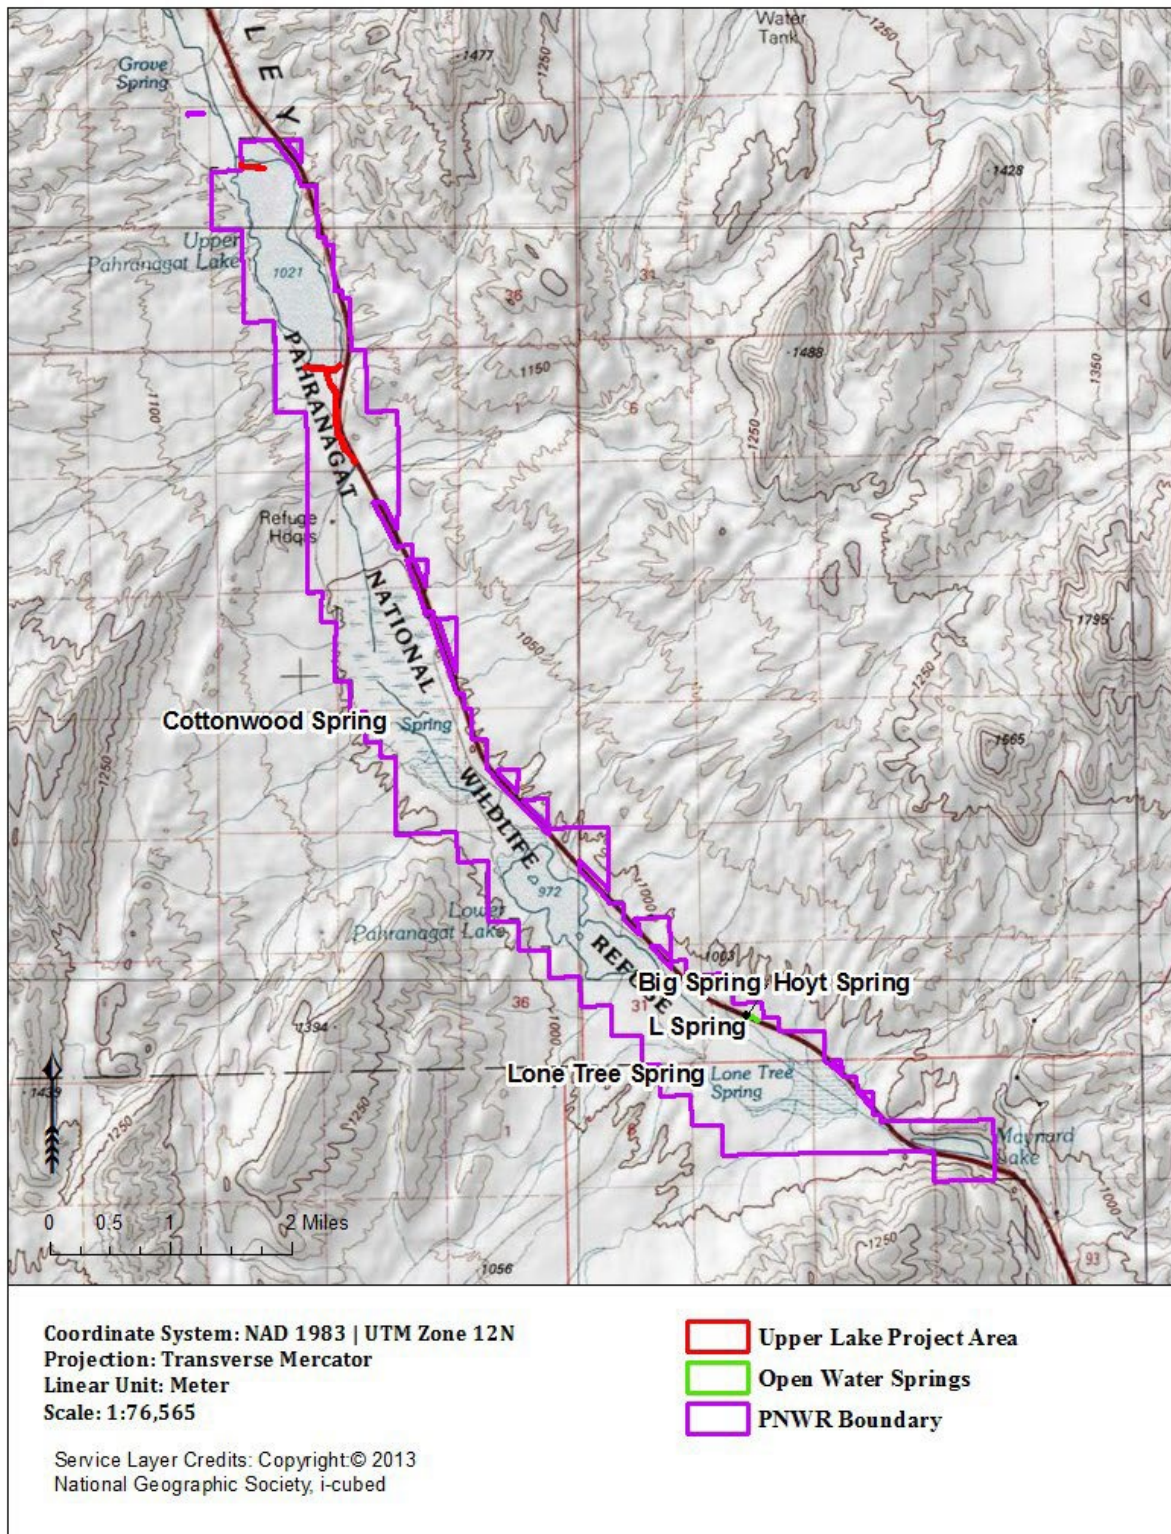 Water
Tank
1250
L E Y
1477
1250
Grove
Spring
1428
Upper
Pahranagat Lake
1021
31
36
1488
1150
1350
1100
1
6
1250
PAHRANAGAT
Refuge
Hdqrs
NATIONAL
1795
1050
1250
Cottonwood Spring
Spring
1565
1250
WILDLIFE
972
1000
Lower
Pahranagat Lake
REFUGE
1003
Big Spring
Hoyt Spring
36
31
L Spring
1394
1000
Lone Tree Spring
Lone Tree
Spring
1439
1250
1250
1
6
Maynard
Lake
1000
0 0.5 1 2 Miles
1250
93
1056
Coordinate System: NAD 1983 | UTM Zone 12N
Projection: Transverse Mercator
Linear Unit: Meter
Scale: 1:76,565
Service Layer Credits: Copyright:© 2013
National Geographic Society, i-cubed
Upper Lake Project Area
Open Water Springs
PNWR Boundary